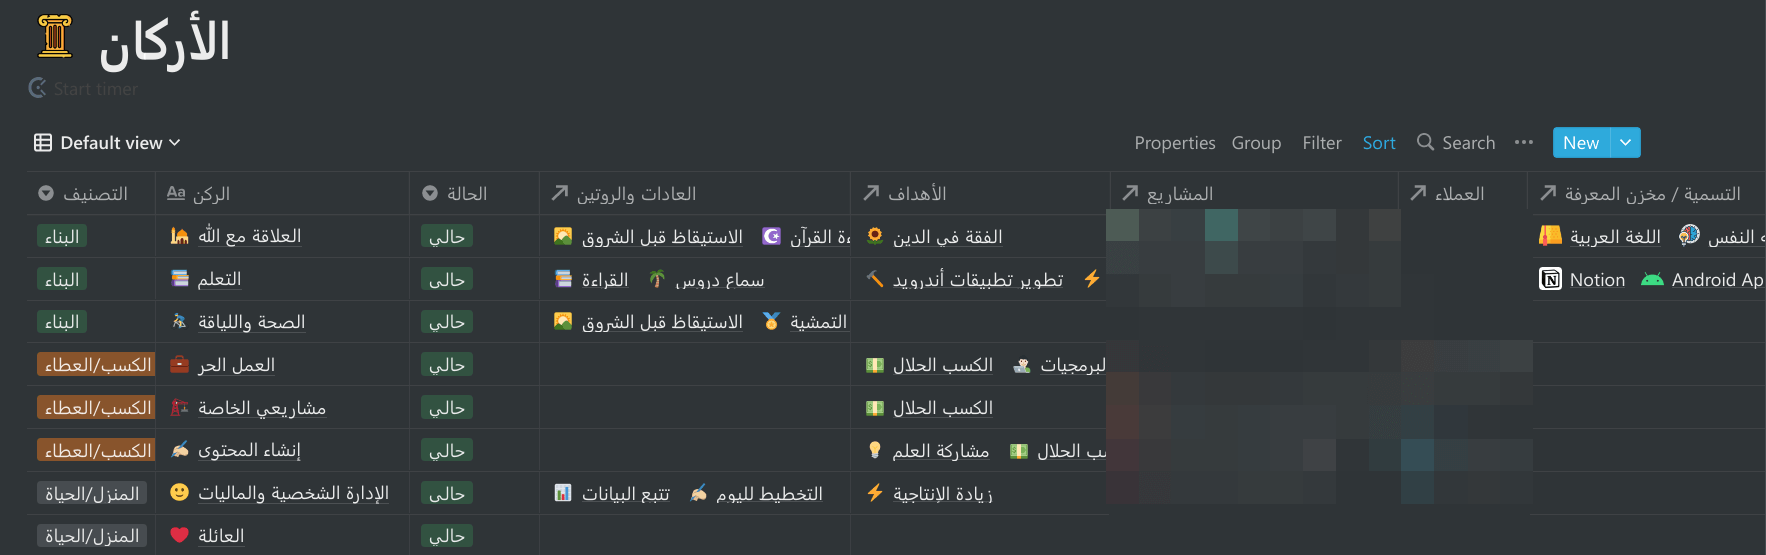 الأركان
Start timer
Default view Properties Group Filter Sort Search New
التصنيف Aa الركن الحالة العادات والروتين الأهداف المشاريع العملاء التسمية / مخزن المعرفة
البناء العلاقة مع الله حالي الاستيقاظ قبل الشروق القرآن الفقة في الدين اللغة العربية النفس
البناء التعلم حالي القراءة سماع دروس تطوير تطبيقات أندرويد Notion Android
البناء الصحة واللياقة حالي الاستيقاظ قبل الشروق التمشية
الكسب/العطاء العمل الحر حالي الكسب الحلال البرمجيات
الكسب/العطاء مشاريعي الخاصة حالي الكسب الحلال
الكسب/العطاء إنشاء المحتوى حالي مشاركة العلم الحلال
المنزل/الحياة الإدارة الشخصية والماليات حالي تتبع البيانات التخطيط لليوم زيادة الإنتاجية
المنزل/الحياة العائلة حالي